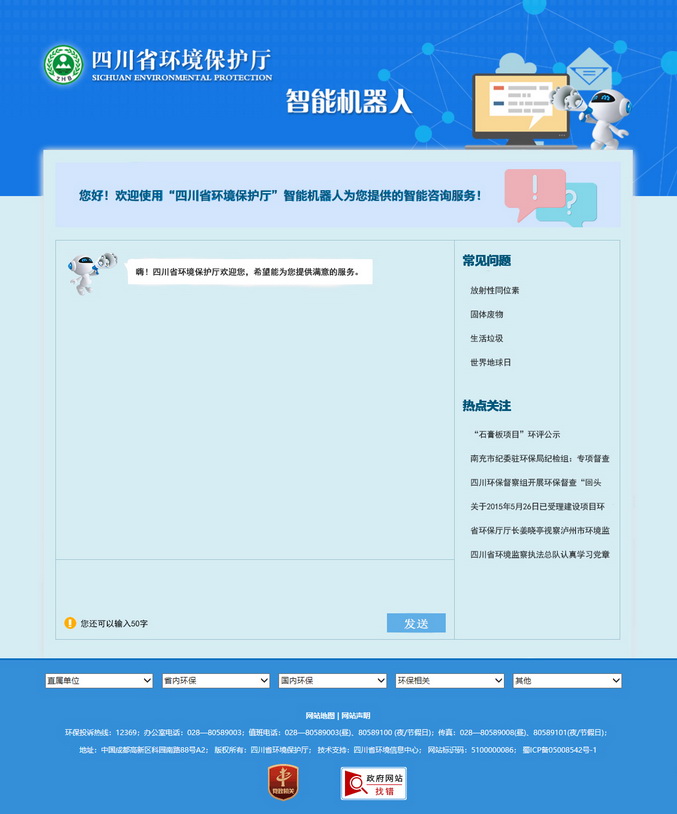 四川省环境保护厅
SICHUAN ENVIRONMENTAL PROTECTION
ZHB
智能机器人
您好！欢迎使用“四川省环境保护厅”智能机器人为您提供的智能咨询服务！
嗨！四川省环境保护厅欢迎您，希望能为您提供满意的服务。
您还可以输入50字
发送
常见问题
放射性同位素
固体废物
生活垃圾
世界地球日
热点关注
“石膏板项目”环评公示
南充市纪委驻环保局纪检组：专项督查
四川环保督察组开展环保督查“回头
关于2015年5月26日已受理建设项目环
省环保厅厅长姜晓亭视察泸州市环境监
四川省环境监察执法总队认真学习党章
直属单位
省内环保
国内环保
环保相关
其他
网站地图 | 网站声明
环保投诉热线：12369；办公室电话：028—80589003；值班电话：028—80589003(昼)、80589100 (夜/节假日)；传真：028—80589008(昼)、80589101(夜/节假日)；
地址：中国成都高新区科园南路88号A2； 版权所有：四川省环境保护厅； 技术支持：四川省环境信息中心； 网站标识码：5100000086； 蜀ICP备05008542号-1
党政机关
政府网站
找错